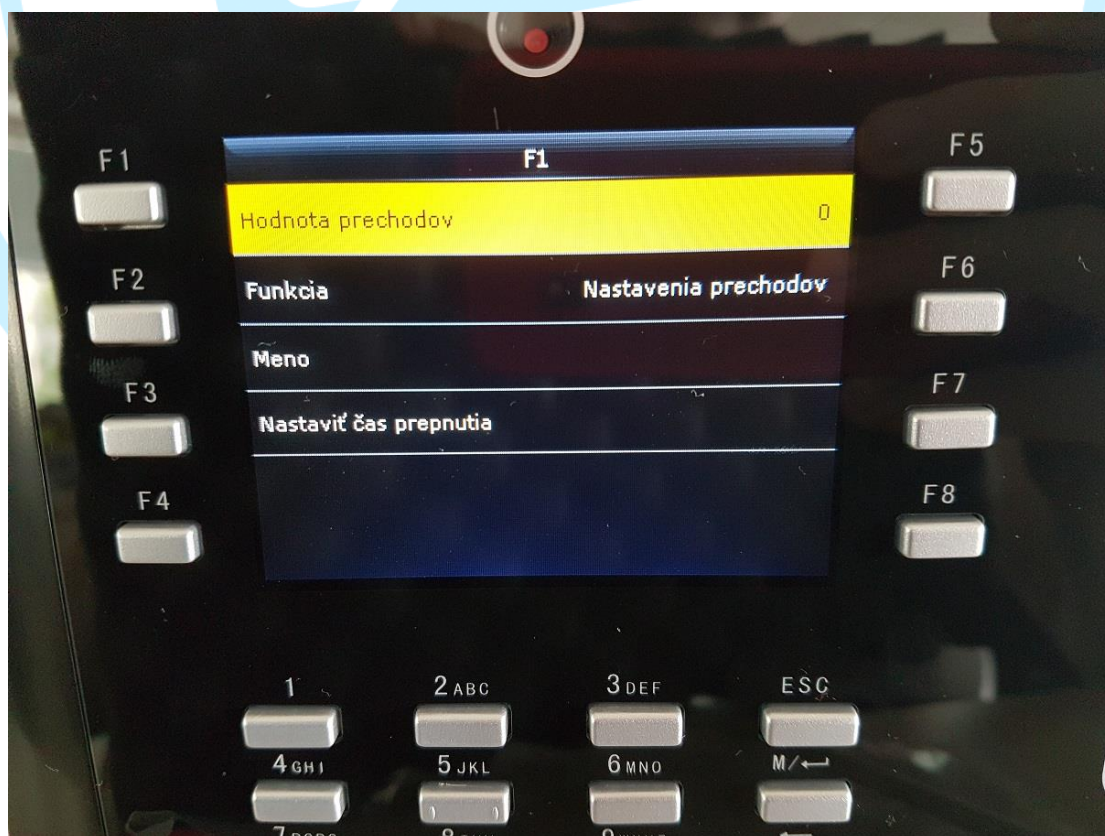 F1
F5
F1
Hodnota prechodov 0
F2
F6
Funkcia Nastavenia prechodov
Meno
F3
F7
Nastaviť čas prepnutia
F4
F8
1
2 ABC
3 DEF
ESC
4 GHI
5 JKL
6 MNO
M/↵